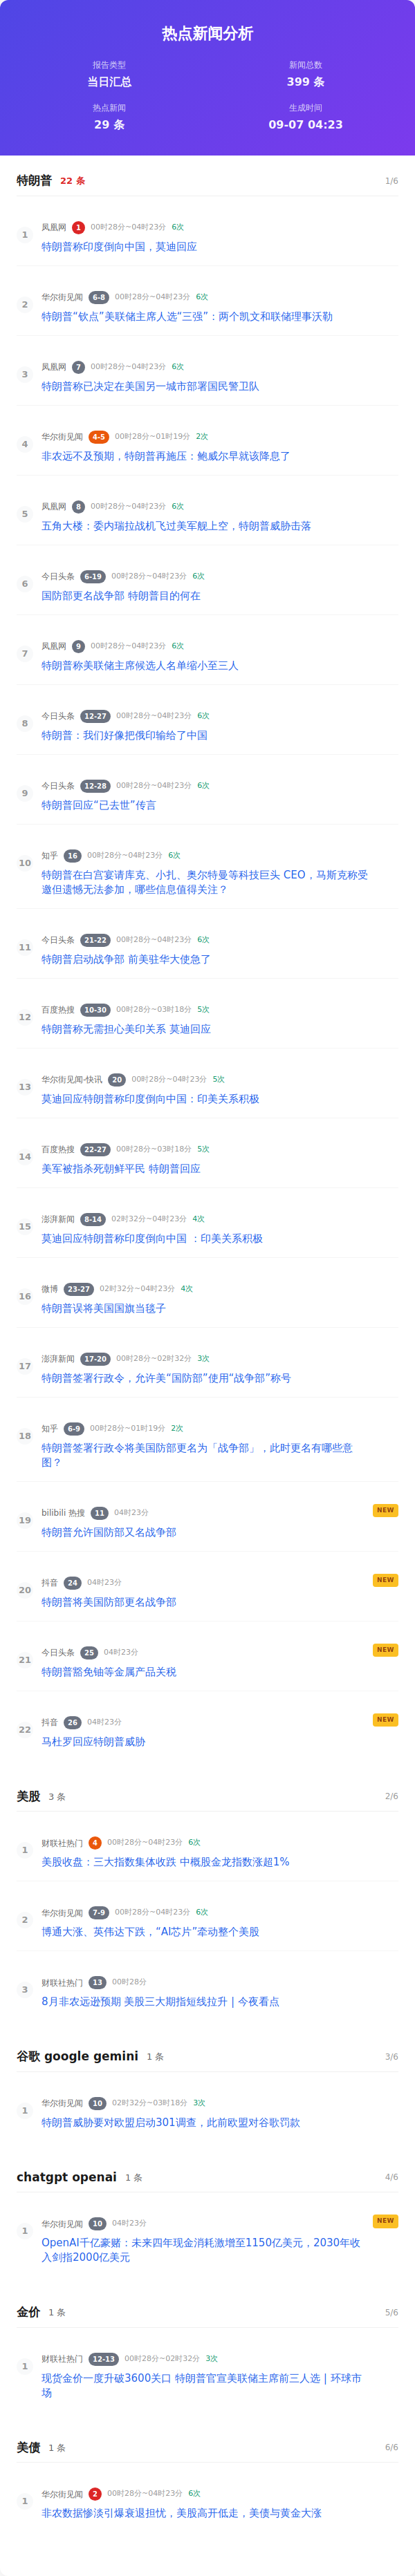 热点新闻分析
报告类型 新闻总数
当日汇总 399 条
热点新闻 生成时间
29 条 09-07 04:23
特朗普 22 条 1/6
1 凤凰网 1 00时28分~04时23分 6次
特朗普称印度倒向中国，莫迪回应
2 华尔街见闻 6-8 00时28分~04时23分 6次
特朗普“钦点”美联储主席人选“三强”：两个凯文和联储理事沃勒
3 凤凰网 7 00时28分~04时23分 6次
特朗普称已决定在美国另一城市部署国民警卫队
4 华尔街见闻 4-5 00时28分~01时19分 2次
非农远不及预期，特朗普再施压：鲍威尔早就该降息了
5 凤凰网 8 00时28分~04时23分 6次
五角大楼：委内瑞拉战机飞过美军舰上空，特朗普威胁击落
6 今日头条 6-19 00时28分~04时23分 6次
国防部更名战争部 特朗普目的何在
7 凤凰网 9 00时28分~04时23分 6次
特朗普称美联储主席候选人名单缩小至三人
8 今日头条 12-27 00时28分~04时23分 6次
特朗普：我们好像把俄印输给了中国
9 今日头条 12-28 00时28分~04时23分 6次
特朗普回应“已去世”传言
10 知乎 16 00时28分~04时23分 6次
特朗普在白宫宴请库克、小扎、奥尔特曼等科技巨头 CEO，马斯克称受
邀但遗憾无法参加，哪些信息值得关注？
11 今日头条 21-22 00时28分~04时23分 6次
特朗普启动战争部 前美驻华大使急了
12 百度热搜 10-30 00时28分~03时18分 5次
特朗普称无需担心美印关系 莫迪回应
13 华尔街见闻-快讯 20 00时28分~04时23分 5次
莫迪回应特朗普称印度倒向中国：印美关系积极
14 百度热搜 22-27 00时28分~03时18分 5次
美军被指杀死朝鲜平民 特朗普回应
15 澎湃新闻 8-14 02时32分~04时23分 4次
莫迪回应特朗普称印度倒向中国 ：印美关系积极
16 微博 23-27 02时32分~04时23分 4次
特朗普误将美国国旗当毯子
17 澎湃新闻 17-20 00时28分~02时32分 3次
特朗普签署行政令，允许美“国防部”使用“战争部”称号
18 知乎 6-9 00时28分~01时19分 2次
特朗普签署行政令将美国防部更名为「战争部」，此时更名有哪些意
图？
19 bilibili 热搜 11 04时23分 NEW
特朗普允许国防部又名战争部
20 抖音 24 04时23分 NEW
特朗普将美国防部更名战争部
21 今日头条 25 04时23分 NEW
特朗普豁免铀等金属产品关税
22 抖音 26 04时23分 NEW
马杜罗回应特朗普威胁
美股 3 条 2/6
1 财联社热门 4 00时28分~04时23分 6次
美股收盘：三大指数集体收跌 中概股金龙指数涨超1%
2 华尔街见闻 7-9 00时28分~04时23分 6次
博通大涨、英伟达下跌，“AI芯片”牵动整个美股
3 财联社热门 13 00时28分
8月非农远逊预期 美股三大期指短线拉升 | 今夜看点
谷歌 google gemini 1 条 3/6
1 华尔街见闻 10 02时32分~03时18分 3次
特朗普威胁要对欧盟启动301调查，此前欧盟对谷歌罚款
chatgpt openai 1 条 4/6
1 华尔街见闻 10 04时23分 NEW
OpenAI千亿豪赌：未来四年现金消耗激增至1150亿美元，2030年收
入剑指2000亿美元
金价 1 条 5/6
1 财联社热门 12-13 00时28分~02时32分 3次
现货金价一度升破3600关口 特朗普官宣美联储主席前三人选 | 环球市
场
美债 1 条 6/6
1 华尔街见闻 2 00时28分~04时23分 6次
非农数据惨淡引爆衰退担忧，美股高开低走，美债与黄金大涨